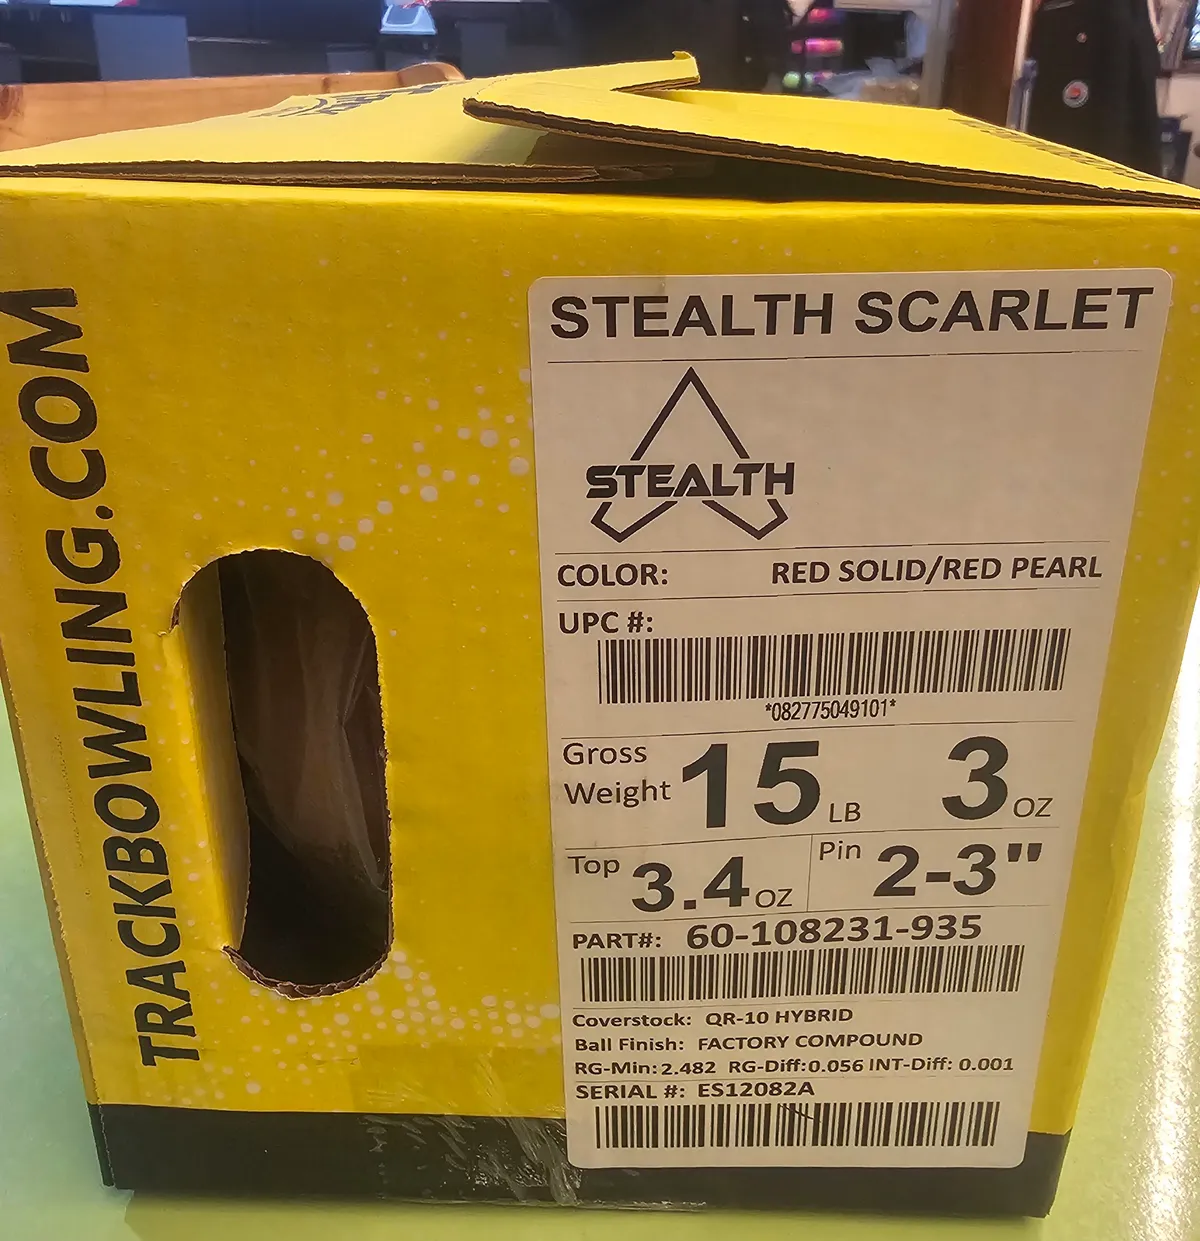 TRACKBOWLING.COM
STEALTH SCARLET
STEALTH
COLOR: RED SOLID/RED PEARL
UPC #:
*082775049101*
Gross Weight 15 LB 3 OZ
Top 3.4 OZ Pin 2-3"
PART#: 60-108231-935
Coverstock: QR-10 HYBRID
Ball Finish: FACTORY COMPOUND
RG-Min: 2.482 RG-Diff: 0.056 INT-Diff: 0.001
SERIAL #: ES12082A